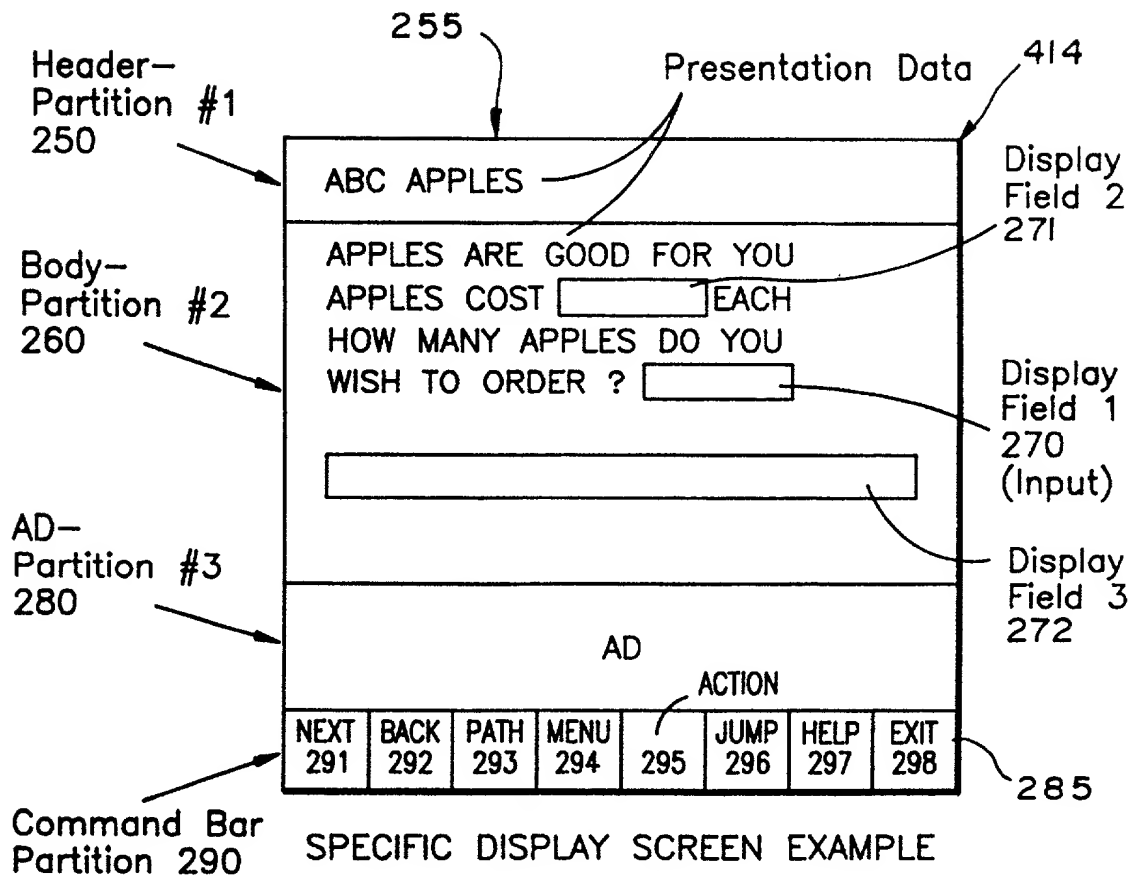 255
414
Header-
Partition #1
250
Presentation Data
ABC APPLES
Display
Field 2
271
Body-
Partition #2
260
APPLES ARE GOOD FOR YOU
APPLES COST EACH
HOW MANY APPLES DO YOU
WISH TO ORDER ?
Display
Field 1
270
(Input)
AD-
Partition #3
280
Display
Field 3
272
AD
ACTION
NEXT BACK PATH MENU JUMP HELP EXIT
291 292 293 294 295 296 297 298
285
Command Bar
Partition 290
SPECIFIC DISPLAY SCREEN EXAMPLE